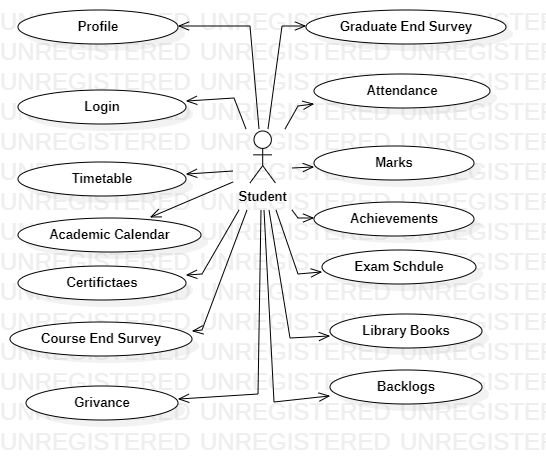 Profile
Graduate End Survey
Attendance
Login
Marks
Timetable
Student
Achievements
Academic Calendar
Exam Schdule
Certifictaes
Library Books
Course End Survey
Backlogs
Grivance
UNREGISTERED